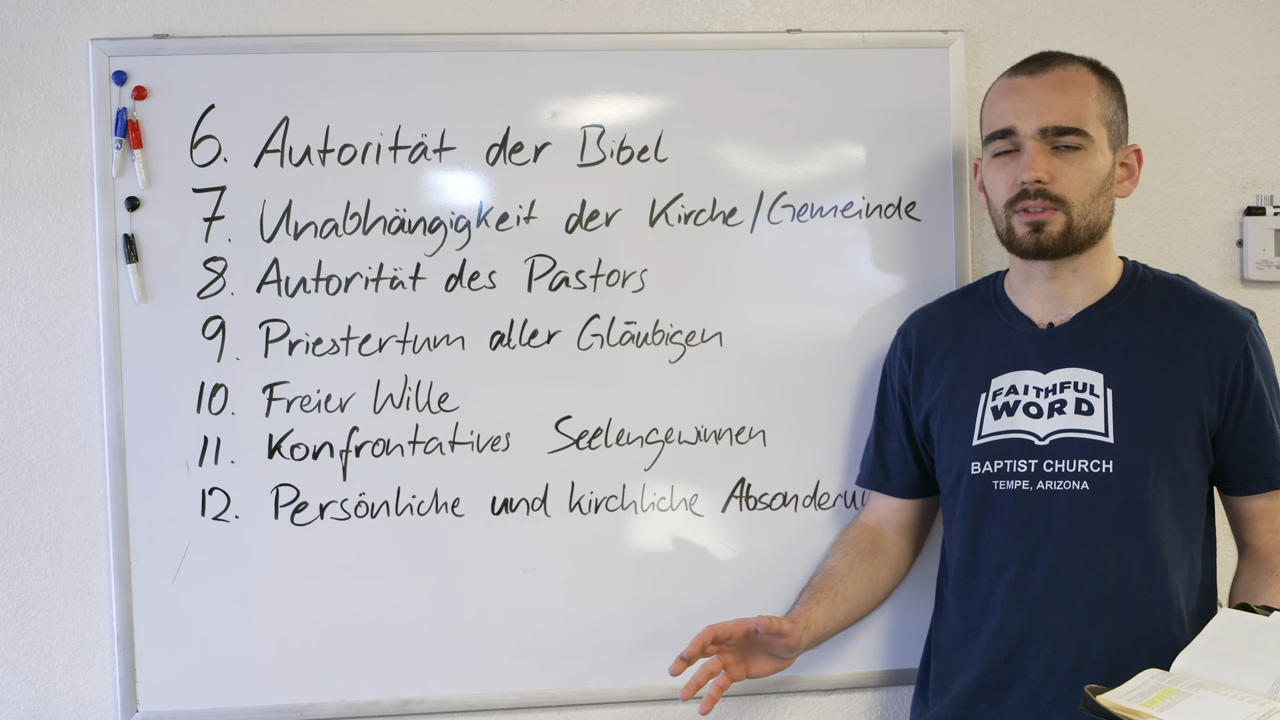 6. Autorität der Bibel
7. Unabhängigkeit der Kirche/Gemeinde
8. Autorität des Pastors
9. Priestertum aller Gläubigen
10. Freier Wille
11. Konfrontatives Seelengewinnen
12. Persönliche und kirchliche
FAITHFUL
WORD
BAPTIST CHURCH
TEMPE, ARIZONA